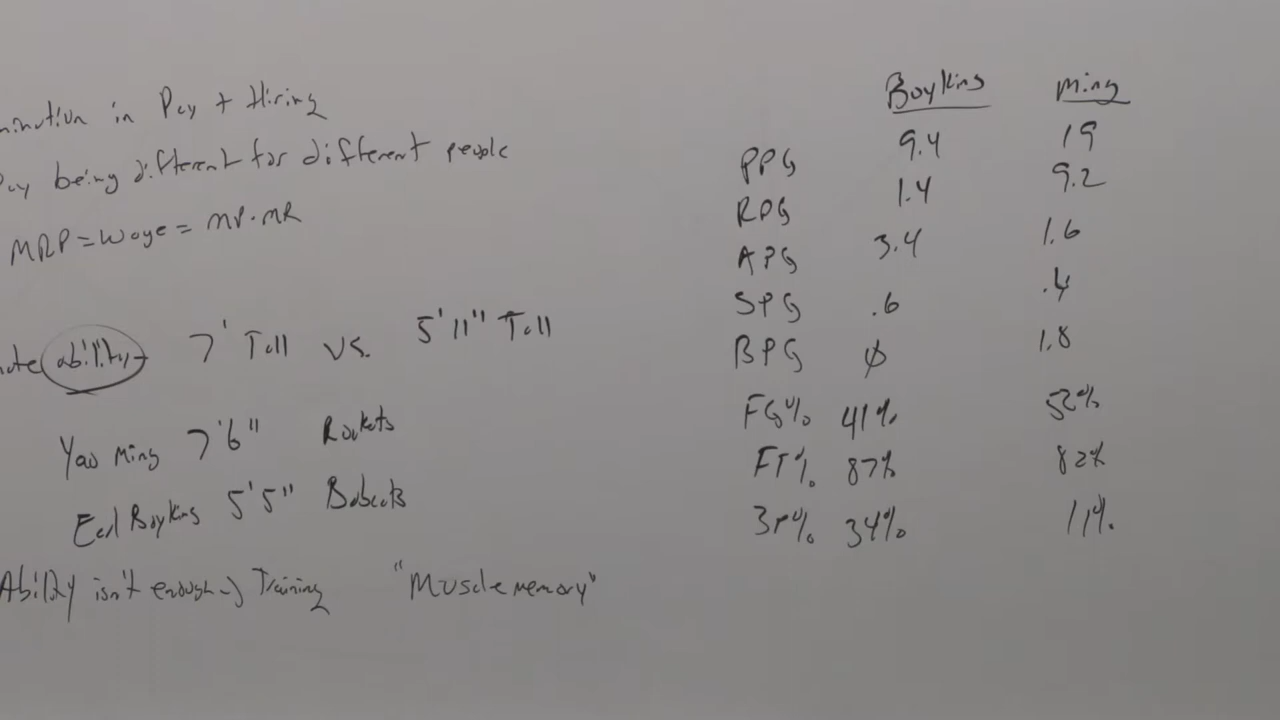 mination in Pay + Hiring
Pay being different for different people
MRP = Wage = MP · MR
ability 7' Tall vs. 5'11" Tall
Yao Ming 7'6" Rockets
Earl Boykins 5'5" Bobcats
Ability isn't enough → Training "Muscle memory"
Boykins Ming
PPG 9.4 19
RPG 1.4 9.2
APG 3.4 1.6
SPG .6 .4
BPG Ø 1.8
FG% 41% 52%
FT% 87% 82%
3P% 34% 11%